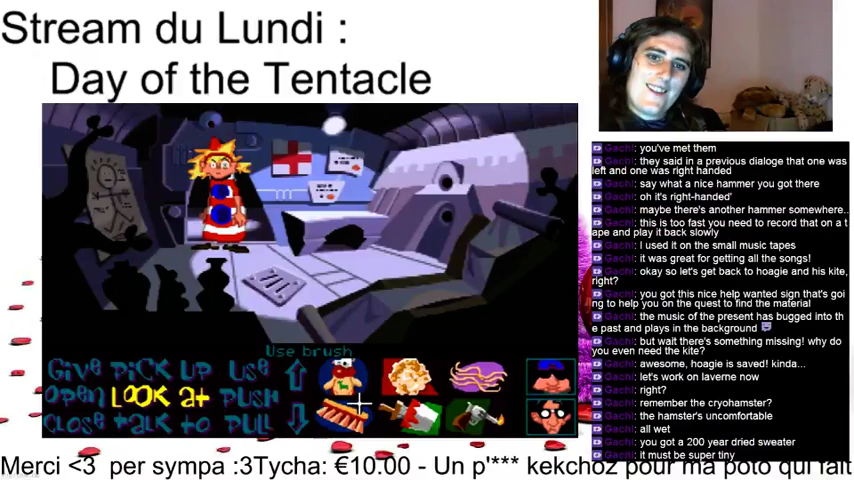 Stream du Lundi :
Day of the Tentacle
Gachi: you've met them
Gachi: they said in a previous dialoge that one was
left and one was right handed
Gachi: say what a nice hammer you got there
Gachi: oh it's right-handed'
Gachi: maybe there's another hammer somewhere..
Gachi: this is too fast you need to record that on a t
ape and play it back slowly
Gachi: I used it on the small music tapes
Gachi: it was great for getting all the songs!
Gachi: okay so let's get back to hoagie and his kite,
right?
Gachi: you got this nice help wanted sign that's goi
ng to help you on the quest to find the material
Gachi: the music of the present has bugged into th
e past and plays in the background
Gachi: but wait there's something missing! why do
you even need the kite?
Gachi: awesome, hoagie is saved! kinda...
Gachi: let's work on laverne now
Gachi: right?
Gachi: remember the cryohamster?
Gachi: the hamster's uncomfortable
Gachi: all wet
Gachi: you got a 200 year dried sweater
Gachi: it must be super tiny
Use brush
Give Pick up Use
Open Look at Push
Close Talk to Pull
Merci <3 per sympa :3Tycha: €10.00 - Un p'*** kekchoz pour ma poto qui fait